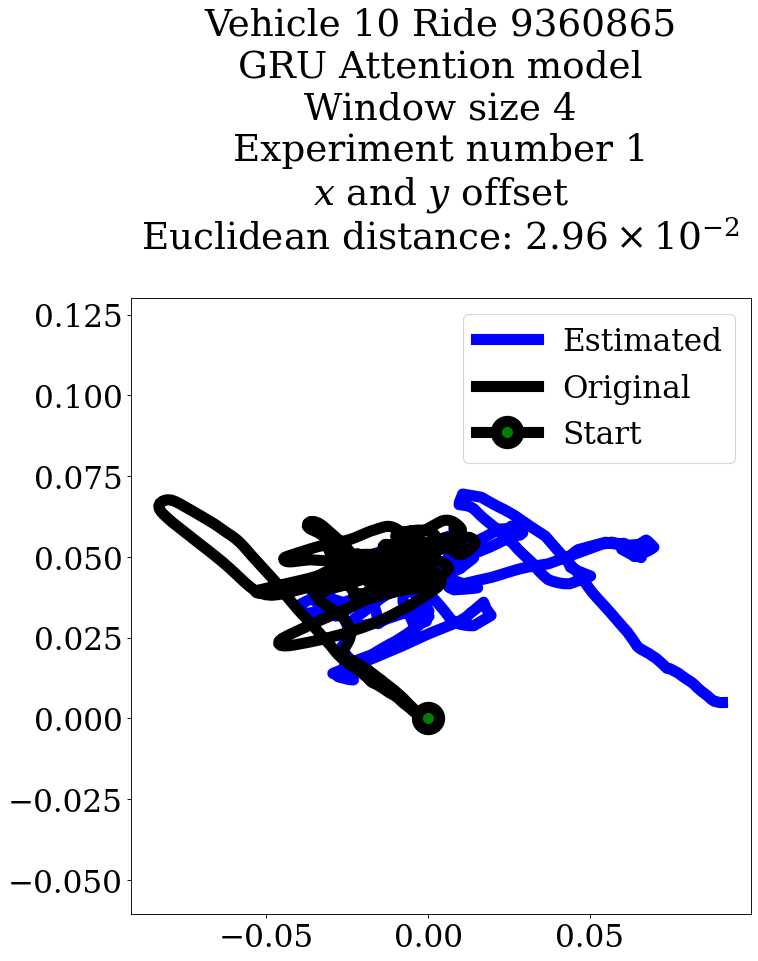 Vehicle 10 Ride 9360865
GRU Attention model
Window size 4
Experiment number 1
x and y offset
Euclidean distance: 2.96 × 10⁻²
Estimated
Original
Start
0.125
0.100
0.075
0.050
0.025
0.000
−0.025
−0.050
−0.05 0.00 0.05